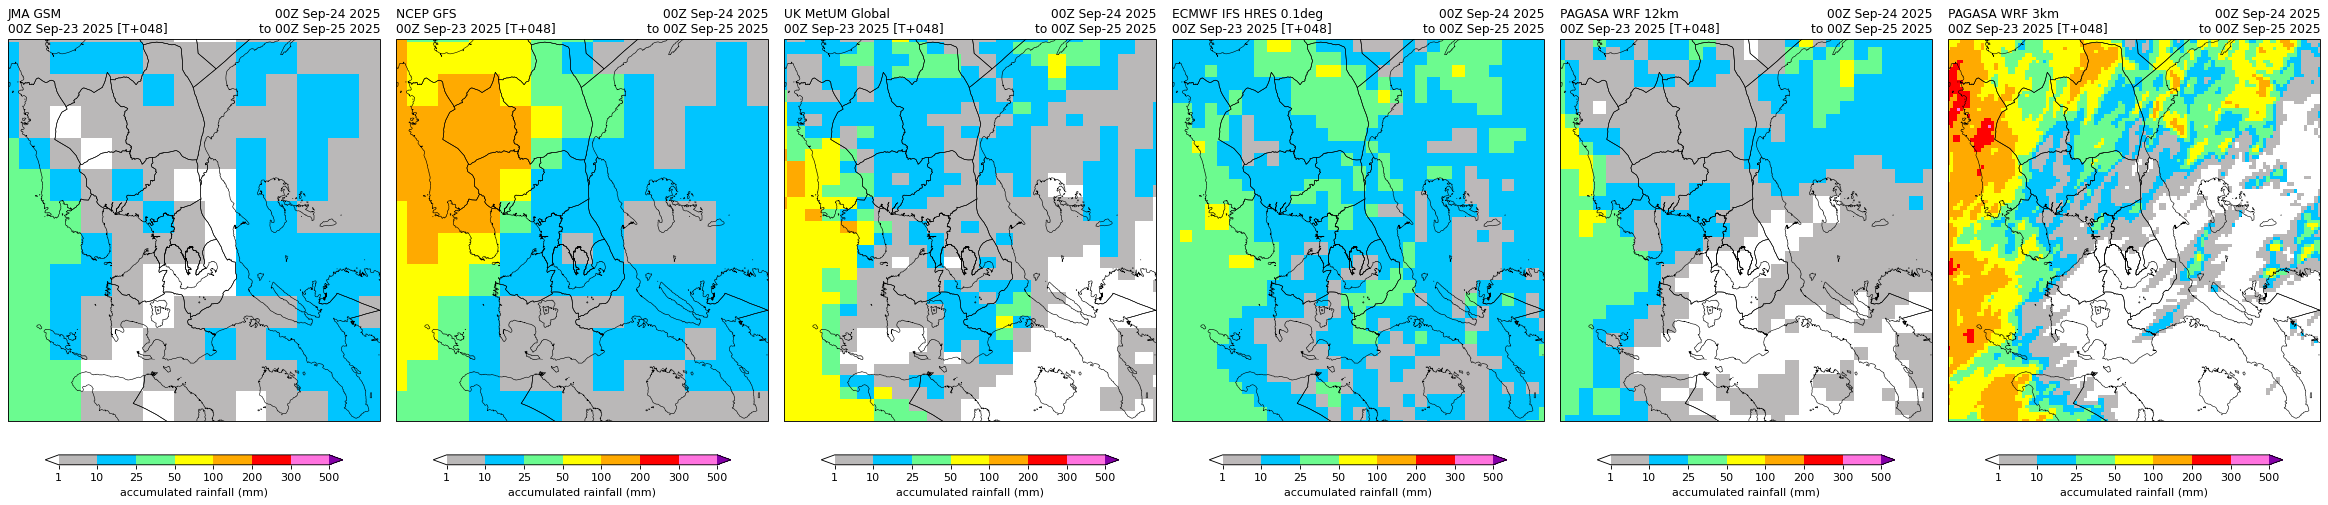 JMA GSM 00Z Sep-24 2025
00Z Sep-23 2025 [T+048] to 00Z Sep-25 2025
1 10 25 50 100 200 300 500
accumulated rainfall (mm)
NCEP GFS 00Z Sep-24 2025
00Z Sep-23 2025 [T+048] to 00Z Sep-25 2025
1 10 25 50 100 200 300 500
accumulated rainfall (mm)
UK MetUM Global 00Z Sep-24 2025
00Z Sep-23 2025 [T+048] to 00Z Sep-25 2025
1 10 25 50 100 200 300 500
accumulated rainfall (mm)
ECMWF IFS HRES 0.1deg 00Z Sep-24 2025
00Z Sep-23 2025 [T+048] to 00Z Sep-25 2025
1 10 25 50 100 200 300 500
accumulated rainfall (mm)
PAGASA WRF 12km 00Z Sep-24 2025
00Z Sep-23 2025 [T+048] to 00Z Sep-25 2025
1 10 25 50 100 200 300 500
accumulated rainfall (mm)
PAGASA WRF 3km 00Z Sep-24 2025
00Z Sep-23 2025 [T+048] to 00Z Sep-25 2025
1 10 25 50 100 200 300 500
accumulated rainfall (mm)